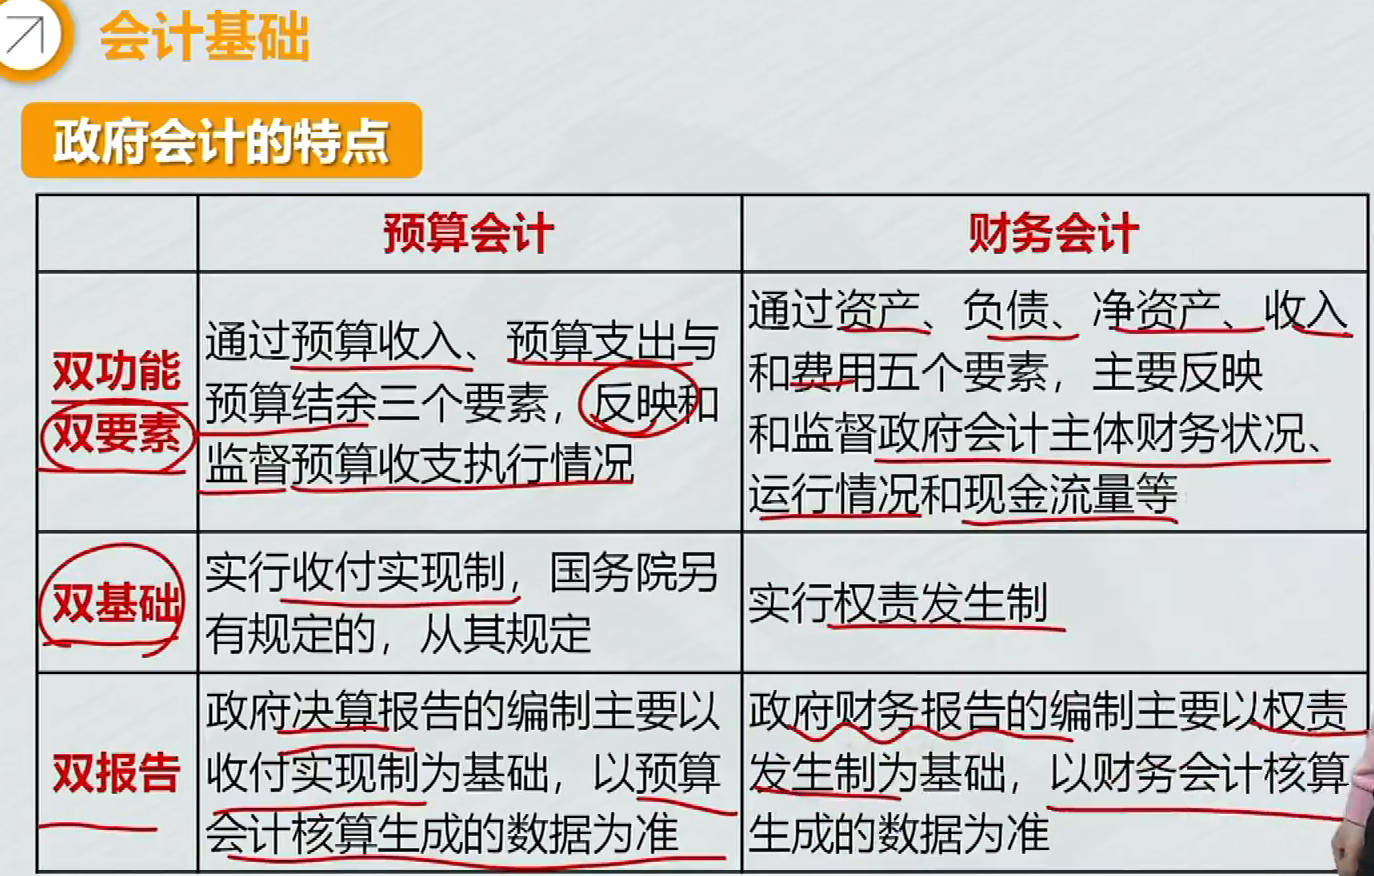 会计基础
政府会计的特点
预算会计
财务会计
双功能
双要素
通过预算收入、预算支出与
预算结余三个要素，反映和
监督预算收支执行情况
通过资产、负债、净资产、收入
和费用五个要素，主要反映
和监督政府会计主体财务状况、
运行情况和现金流量等
双基础
实行收付实现制，国务院另
有规定的，从其规定
实行权责发生制
双报告
政府决算报告的编制主要以
收付实现制为基础，以预算
会计核算生成的数据为准
政府财务报告的编制主要以权责
发生制为基础，以财务会计核算
生成的数据为准